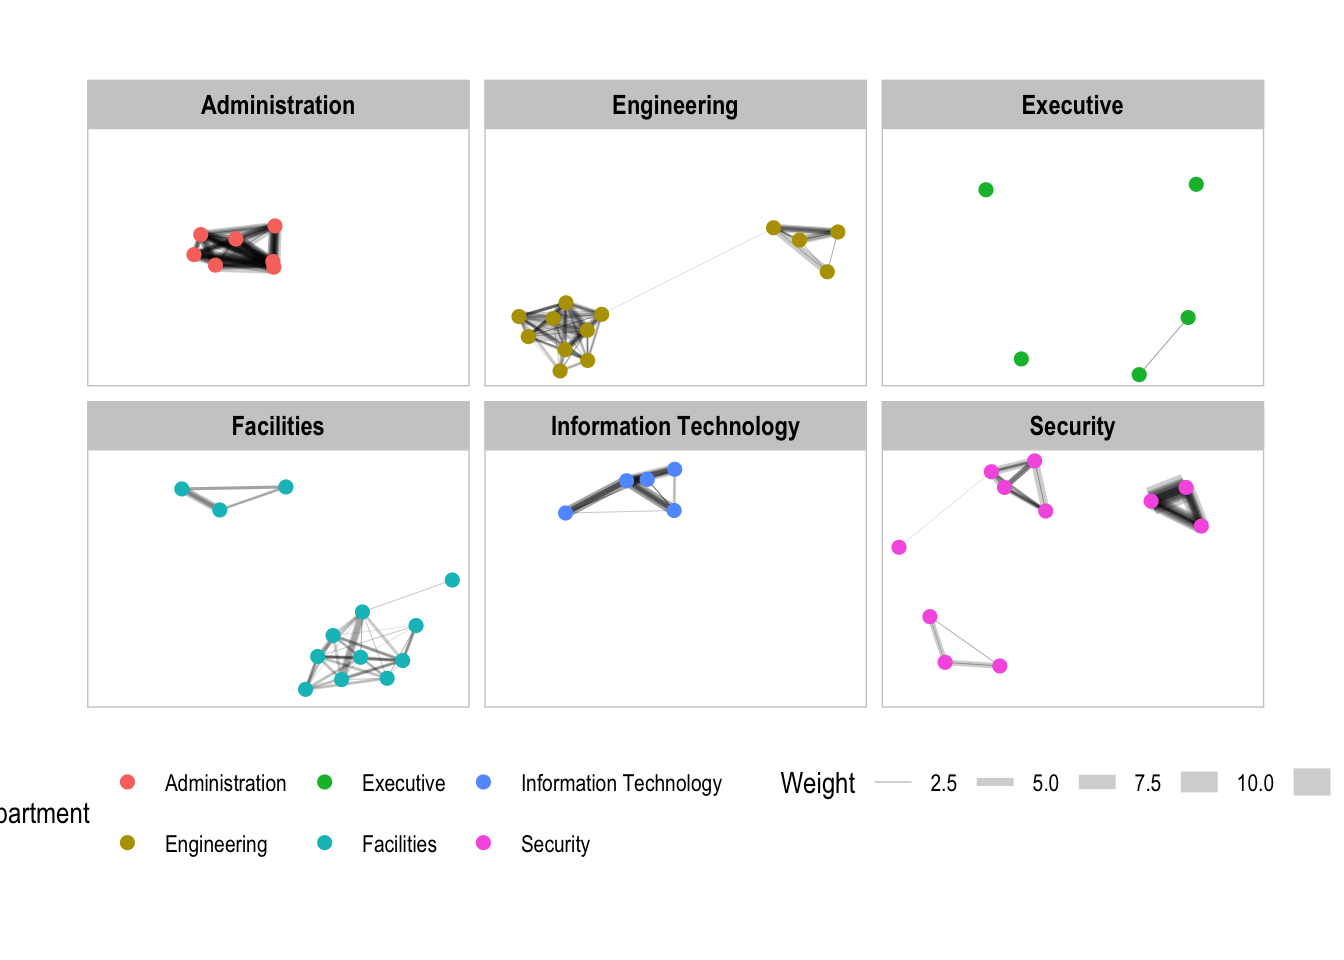 Administration
Engineering
Executive
Facilities
Information Technology
Security
partment
Administration
Executive
Information Technology
Engineering
Facilities
Security
Weight
2.5
5.0
7.5
10.0